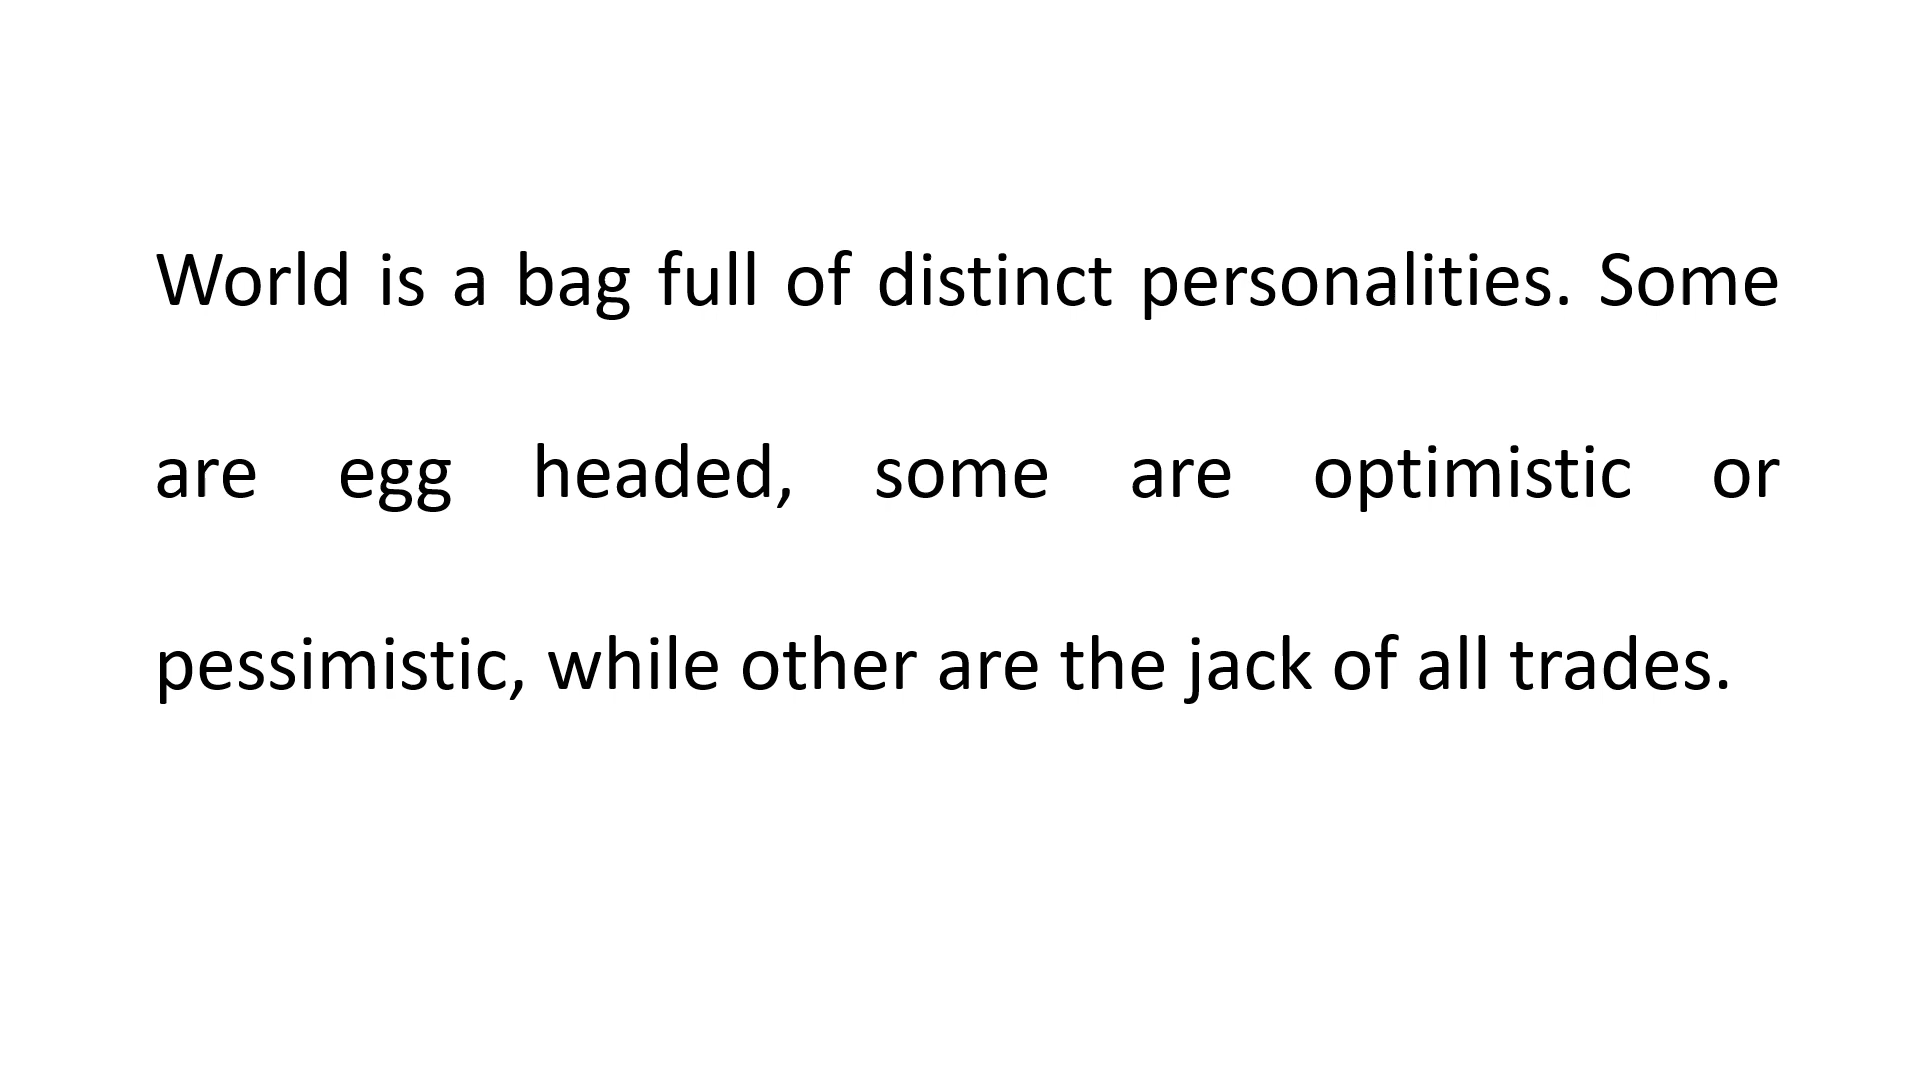 World is a bag full of distinct personalities. Some
are egg headed, some are optimistic or
pessimistic, while other are the jack of all trades.